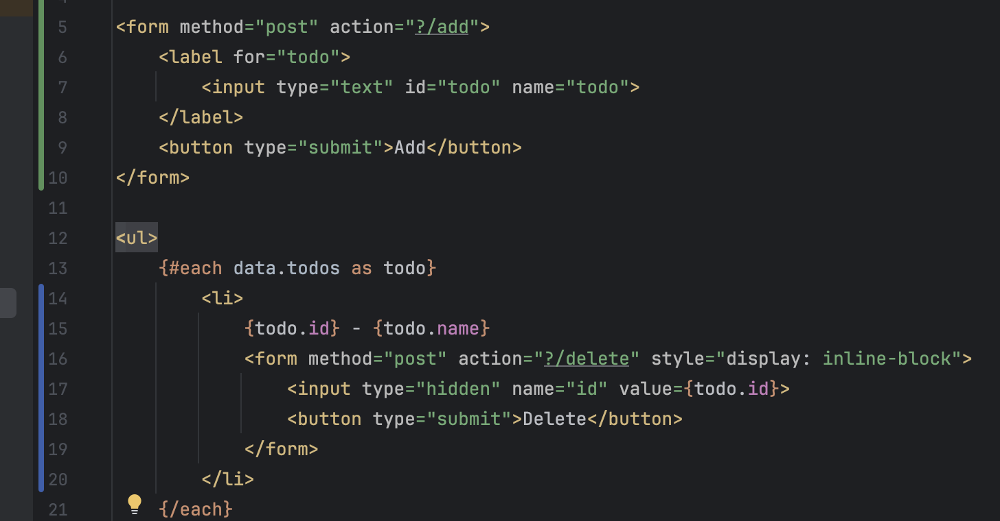 5 <form method="post" action="?/add">
6 <label for="todo">
7 <input type="text" id="todo" name="todo">
8 </label>
9 <button type="submit">Add</button>
10 </form>
11
12 <ul>
13 {#each data.todos as todo}
14 <li>
15 {todo.id} - {todo.name}
16 <form method="post" action="?/delete" style="display: inline-block">
17 <input type="hidden" name="id" value={todo.id}>
18 <button type="submit">Delete</button>
19 </form>
20 </li>
21 {/each}